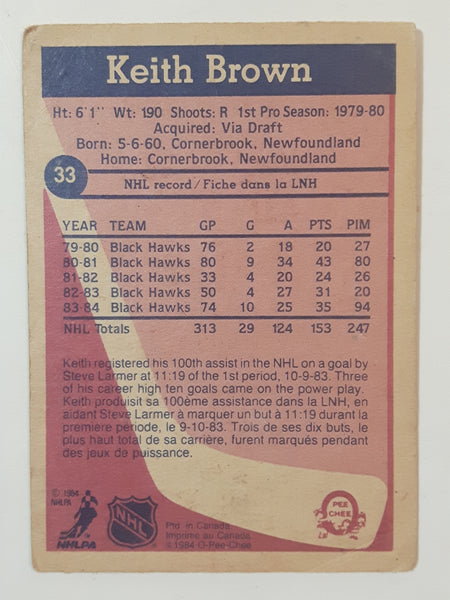 Keith Brown
Ht: 6'1" Wt: 190 Shoots: R 1st Pro Season: 1979-80
Acquired: Via Draft
Born: 5-6-60, Cornerbrook, Newfoundland
Home: Cornerbrook, Newfoundland
33 NHL record/Fiche dans la LNH
YEAR TEAM GP G A PTS PIM
79-80 Black Hawks 76 2 18 20 27
80-81 Black Hawks 80 9 34 43 80
81-82 Black Hawks 33 4 20 24 26
82-83 Black Hawks 50 4 27 31 20
83-84 Black Hawks 74 10 25 35 94
NHL Totals 313 29 124 153 247
Keith registered his 100th assist in the NHL on a goal by
Steve Larmer at 11:19 of the 1st period, 10-9-83. Three
of his career high ten goals came on the power play.
Keith produisit son 100ème assistance dans la LNH, en
aidant Steve Larmer à marquer un but à 11:19 durant la
première periode, le 9-10-83. Trois de ses dix buts, le
plus haut total de sa carrière, furent marqués pendant
des jeux de puissance.
© 1984
NHLPA
NHLPA
NHL
Ptd. in Canada
Imprime au Canada
© 1984 O-Pee-Chee
O
PEE
CHEE